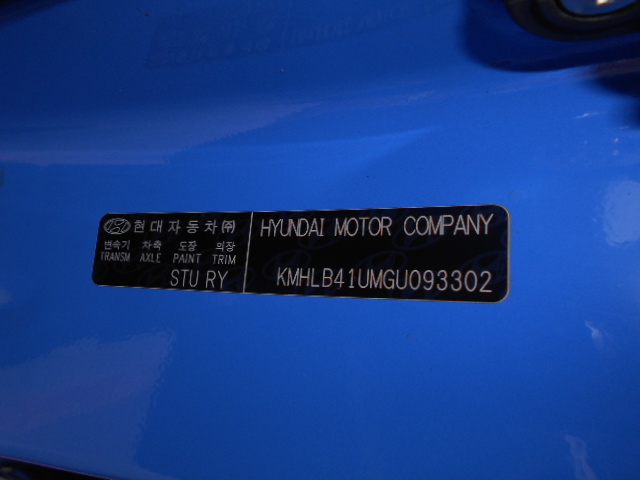 현대자동차㈜
변속기 차축 도장 의장
TRANSM AXLE PAINT TRIM
STU RY
HYUNDAI MOTOR COMPANY
KMHLB41UMGU093302